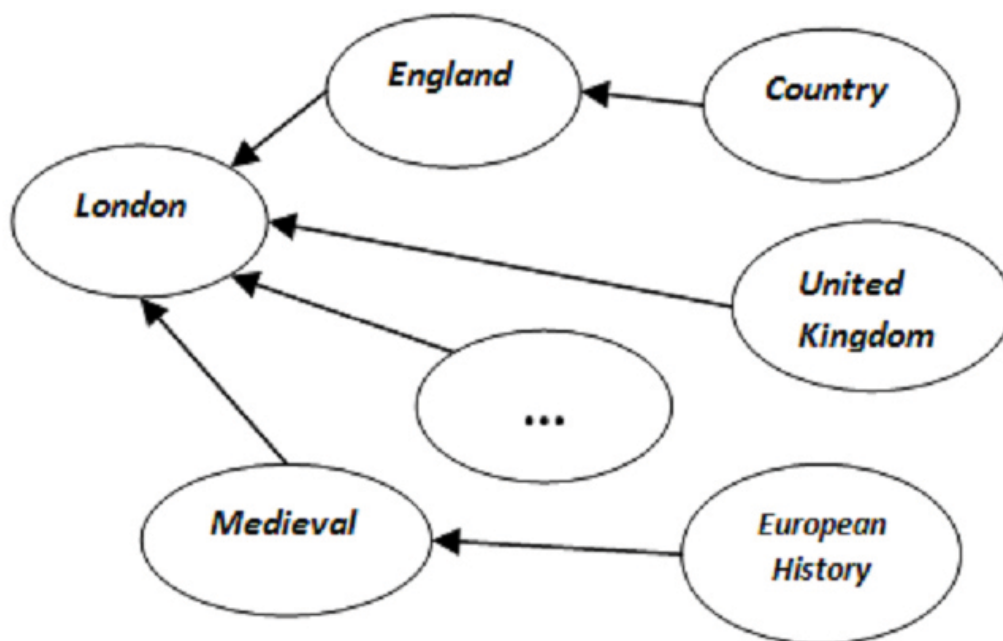 England
Country
London
United
Kingdom
...
Medieval
European
History